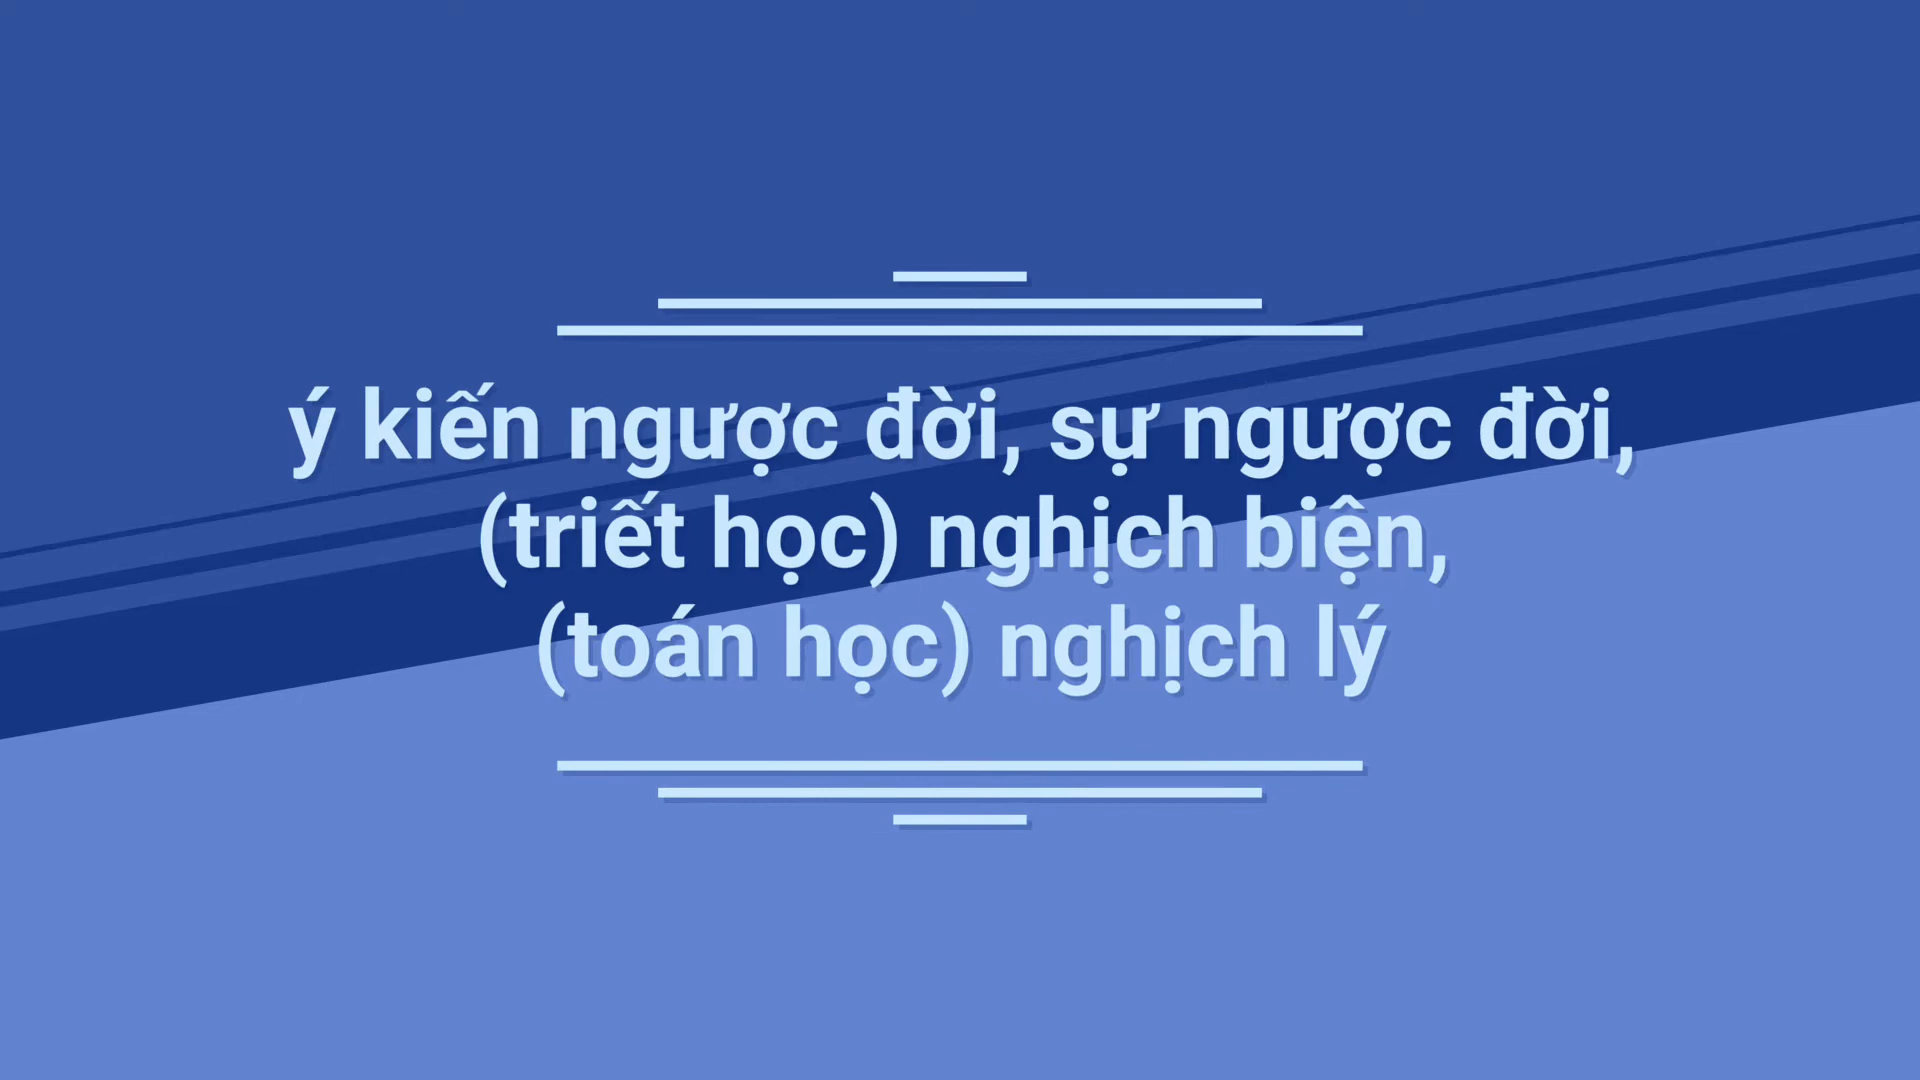 ý kiến ngược đời, sự ngược đời,
(triết học) nghịch biện,
(toán học) nghịch lý